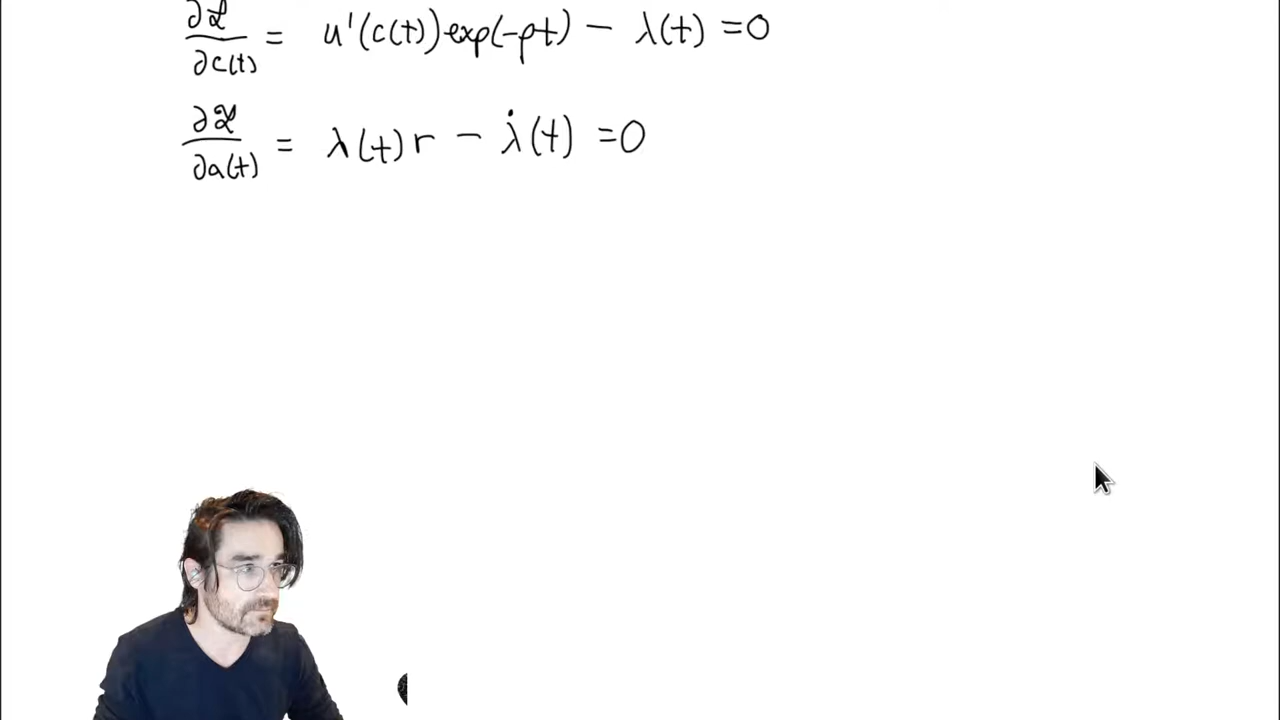 ∂ℒ/∂c(t) = u'(c(t))exp(-ρt) − λ(t) =0
∂ℒ/∂a(t) = λ(t)r − λ̇(t) =0